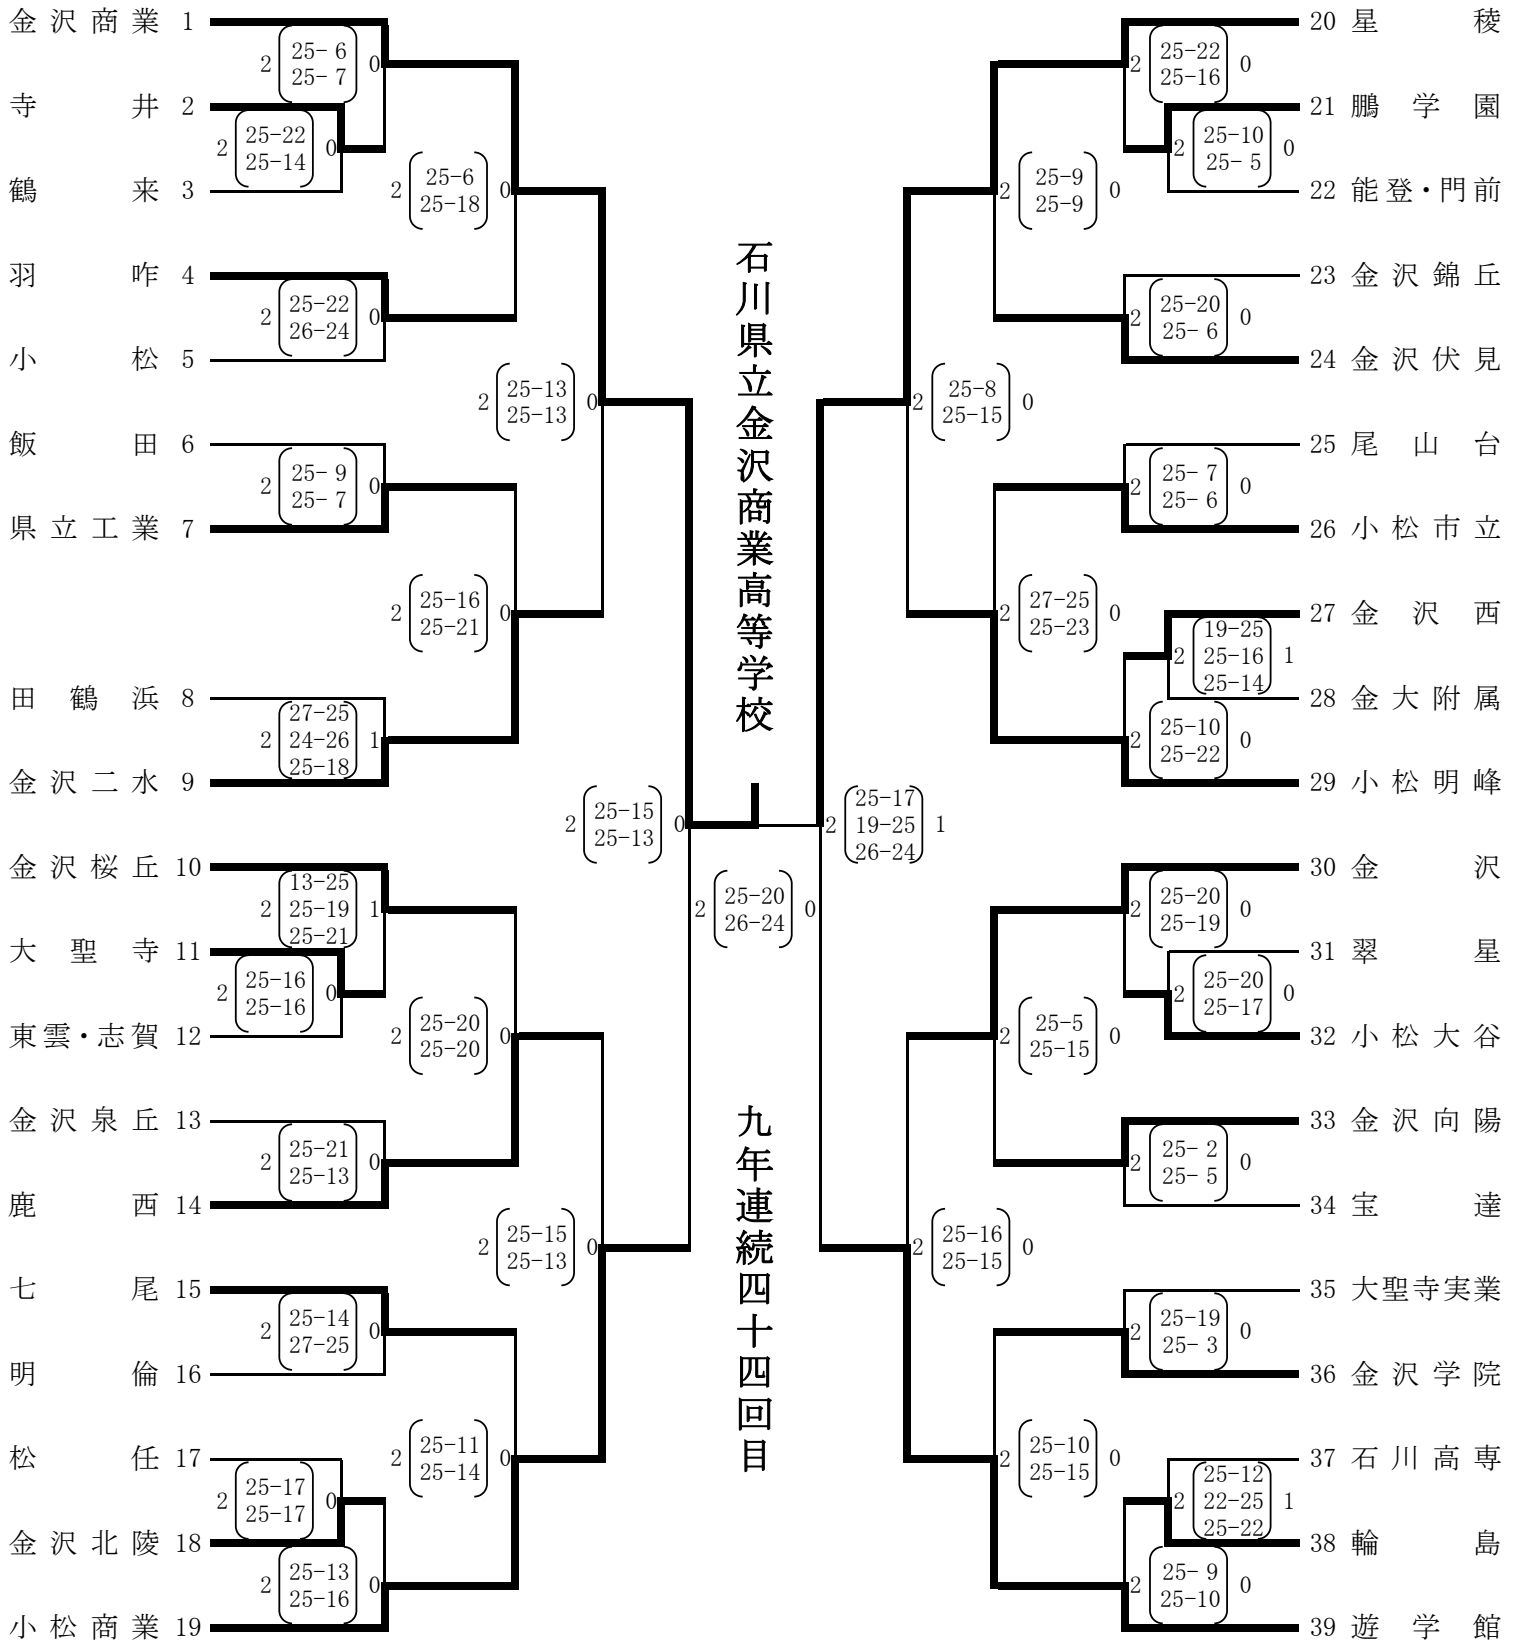 金沢商業 1
25- 6
2 0
25- 7
寺井 2
25-22
2 0
25-14
鶴来 3
25-6
2 0
25-18
羽咋 4
25-22
2 0
26-24
小松 5
25-13
2 0
25-13
飯田 6
25- 9
2 0
25- 7
県立工業 7
25-16
2 0
25-21
田鶴浜 8
27-25
2 24-26 1
25-18
金沢二水 9
25-15
2 0
25-13
金沢桜丘 10
13-25
2 25-19 1
25-21
大聖寺 11
25-16
2 0
25-16
東雲・志賀 12
25-20
2 0
25-20
金沢泉丘 13
25-21
2 0
25-13
鹿西 14
25-15
2 0
25-13
七尾 15
25-14
2 0
27-25
明倫 16
25-11
2 0
25-14
松任 17
25-17
2 0
25-17
金沢北陵 18
25-13
2 0
25-16
小松商業 19
石川県立金沢商業高等学校
九年連続四十四回目
25-20
2 0
26-24
20 星稜
25-22
2 0
25-16
21 鵬学園
25-10
2 0
25- 5
22 能登・門前
25-9
2 0
25-9
23 金沢錦丘
25-20
2 0
25- 6
24 金沢伏見
25-8
2 0
25-15
25 尾山台
25- 7
2 0
25- 6
26 小松市立
27-25
2 0
25-23
27 金沢西
19-25
2 25-16 1
25-14
28 金大附属
25-10
2 0
25-22
29 小松明峰
25-17
2 19-25 1
26-24
30 金沢
25-20
2 0
25-19
31 翠星
25-20
2 0
25-17
32 小松大谷
25-5
2 0
25-15
33 金沢向陽
25- 2
2 0
25- 5
34 宝達
25-16
2 0
25-15
35 大聖寺実業
25-19
2 0
25- 3
36 金沢学院
25-10
2 0
25-15
37 石川高専
25-12
2 22-25 1
25-22
38 輪島
25- 9
2 0
25-10
39 遊学館